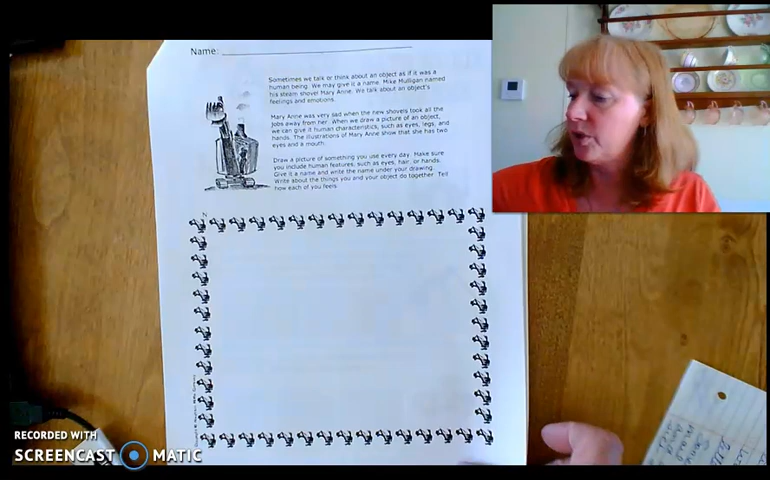 Name:
Sometimes we talk or think about an object as if it was a
human being. We may give it a name. Mike Mulligan named
his steam shovel Mary Anne. We talk about an object's
feelings and emotions.
Mary Anne was very sad when the new shovels took all the
jobs away from her. When we draw a picture of an object,
we can give it human characteristics, such as eyes, legs, and
hands. The illustrations of Mary Anne show that she has two
eyes and a mouth.
Draw a picture of something you use every day. Make sure
you include human features, such as eyes, hair, or hands.
Give it a name and write the name under your drawing.
Write about the things you and your object do together. Tell
how each of you feels.
RECORDED WITH
SCREENCAST MATIC